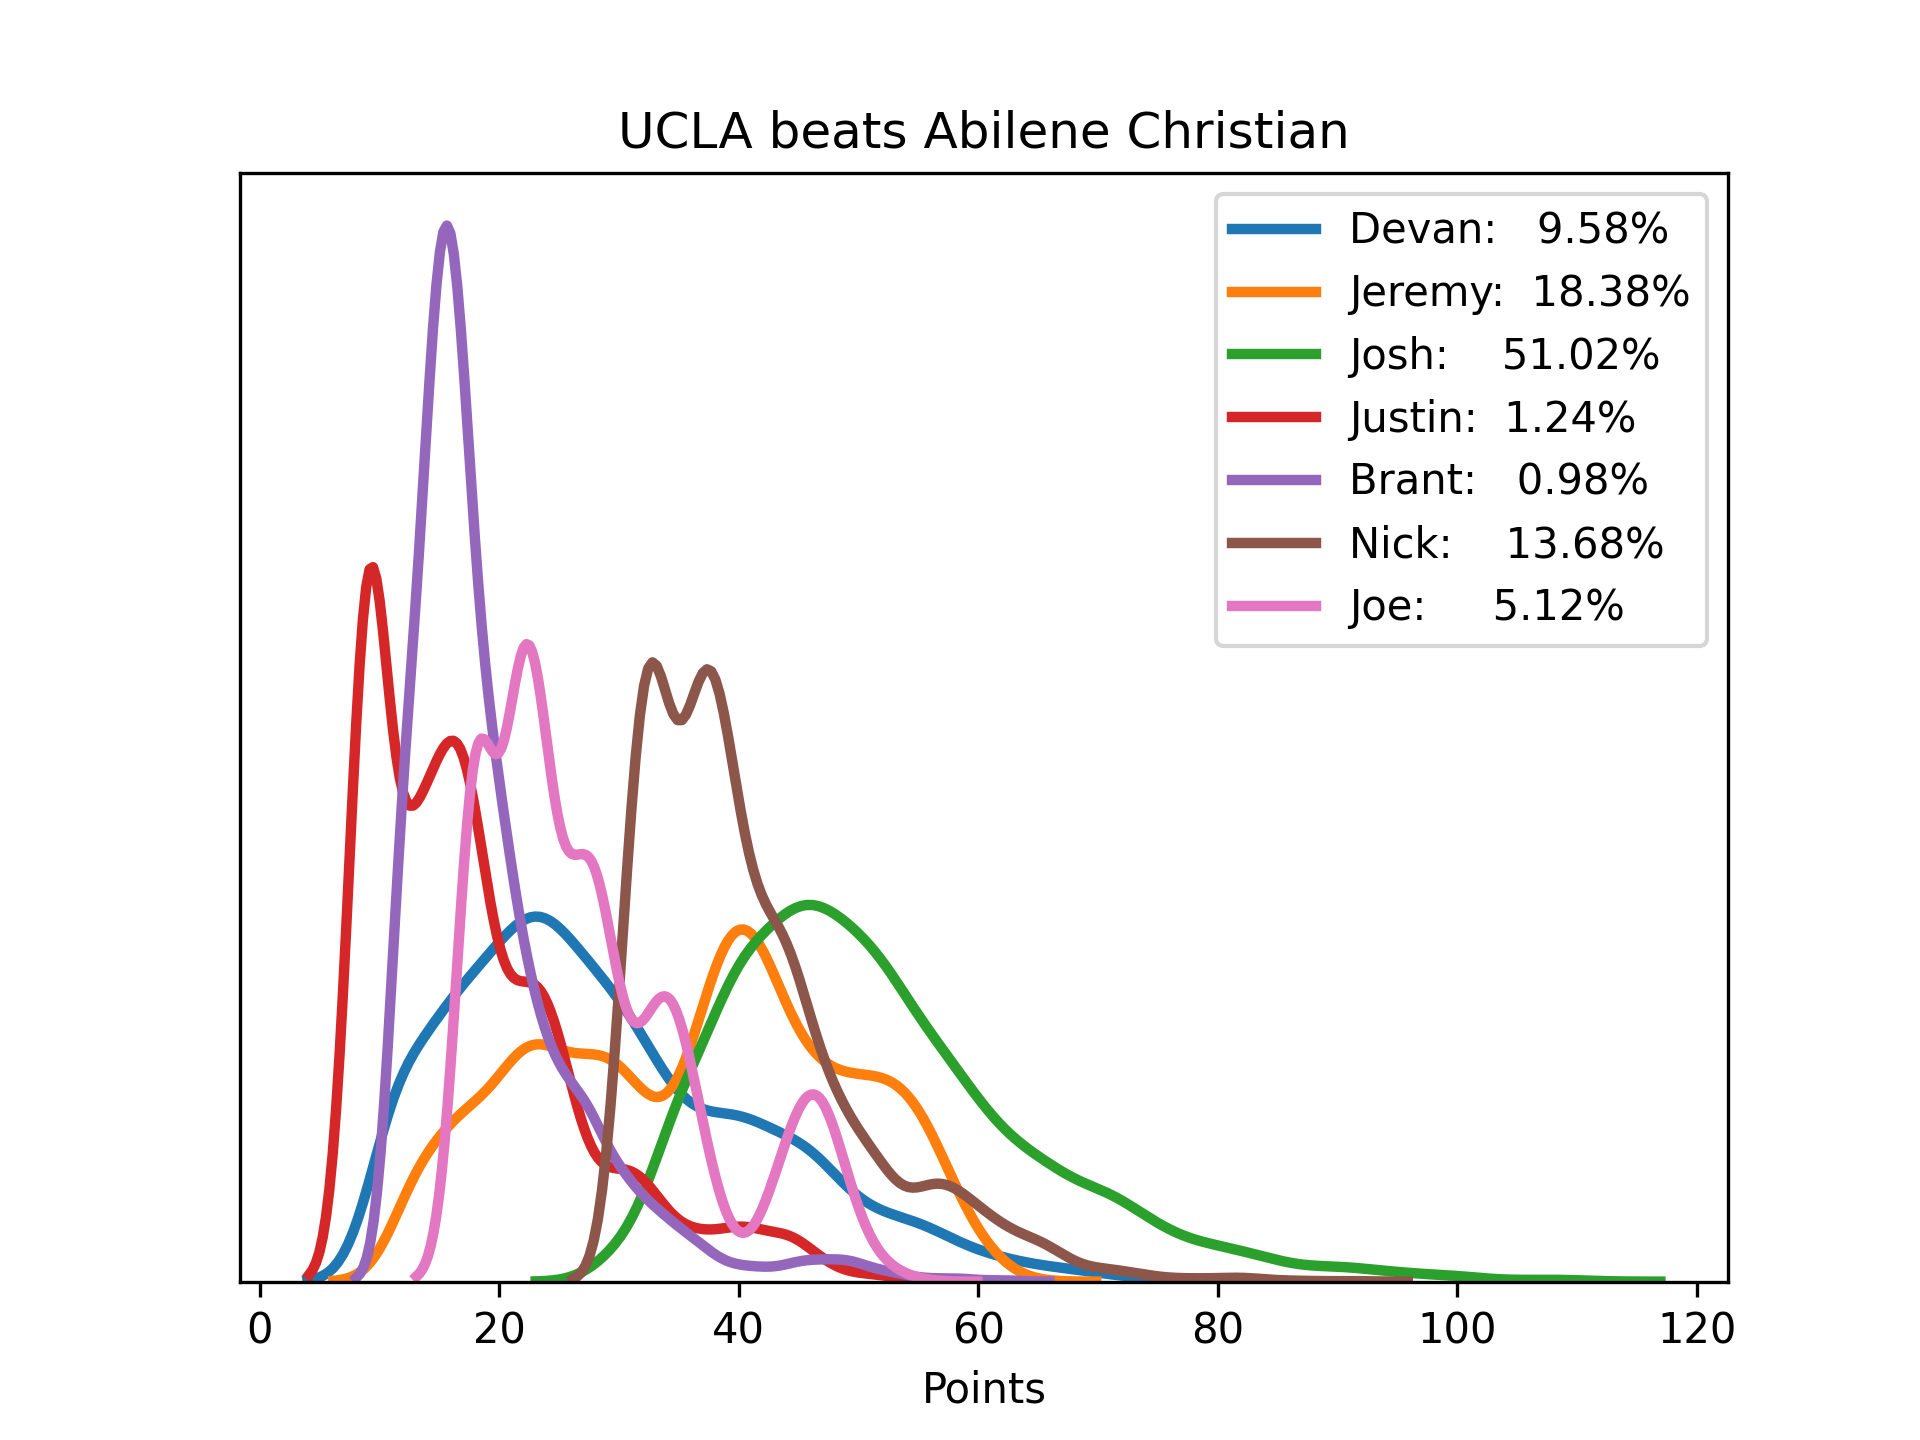 UCLA beats Abilene Christian
Devan: 9.58%
Jeremy: 18.38%
Josh: 51.02%
Justin: 1.24%
Brant: 0.98%
Nick: 13.68%
Joe: 5.12%
0 20 40 60 80 100 120
Points